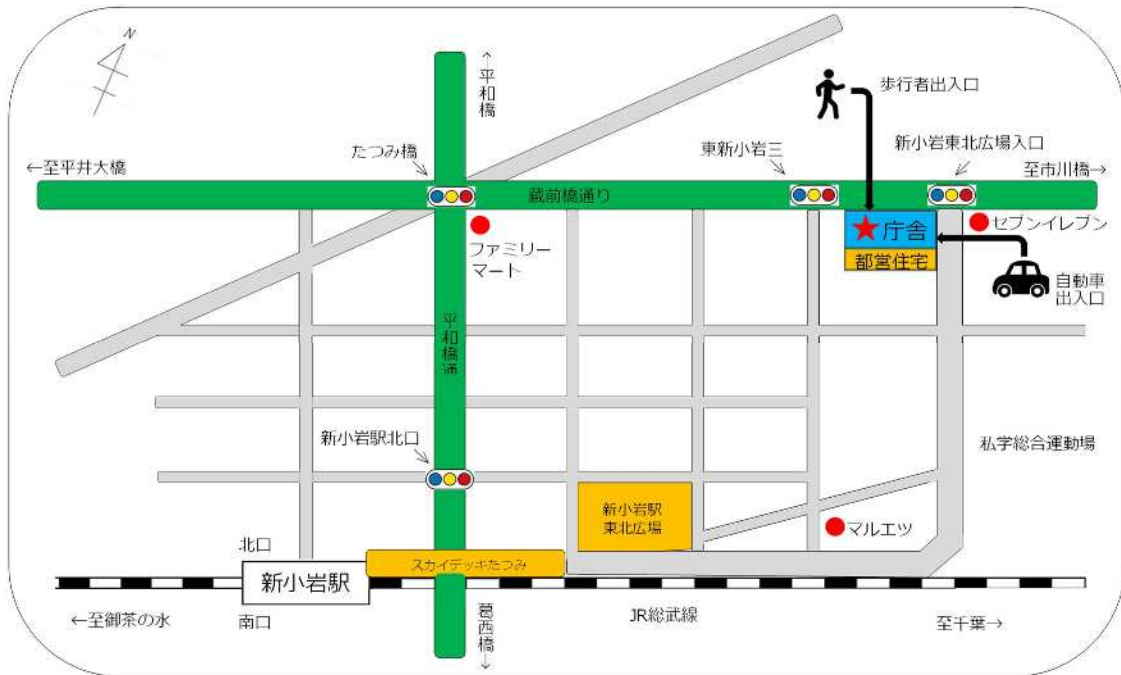 N
↑平和橋
歩行者出入口
たつみ橋
東新小岩三
新小岩東北広場入口
←至平井大橋
至市川橋→
蔵前橋通り
★庁舎
セブンイレブン
ファミリー
マート
都営住宅
自動車
出入口
平和橋通
新小岩駅北口
私学総合運動場
新小岩駅
東北広場
マルエツ
北口
スカイデッキたつみ
新小岩駅
←至御茶の水
南口
葛西橋↓
JR総武線
至千葉→